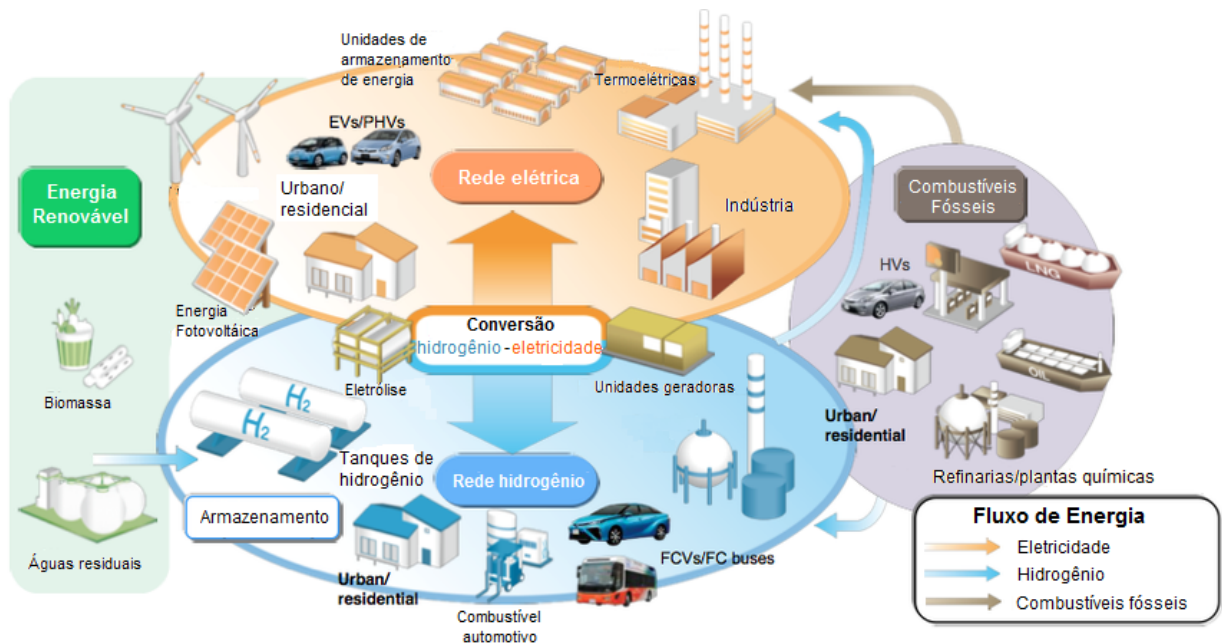 Unidades de
armazenamento
de energia
Termoelétricas
EVs/PHVs
Energia
Renovável
Rede elétrica
Combustíveis
Fósseis
Urbano/
residencial
Indústria
LNG
HVs
Energia
Fotovoltáica
Conversão
hidrogênio - eletricidade
Eletrólise
Unidades geradoras
OIL
Biomassa
H2
H2
Urban/
residential
Tanques de
hidrogênio
Rede hidrogênio
Refinarias/plantas químicas
Armazenamento
Águas residuais
Urban/
residential
FCVs/FC buses
Combustível
automotivo
Fluxo de Energia
Eletricidade
Hidrogênio
Combustíveis fósseis